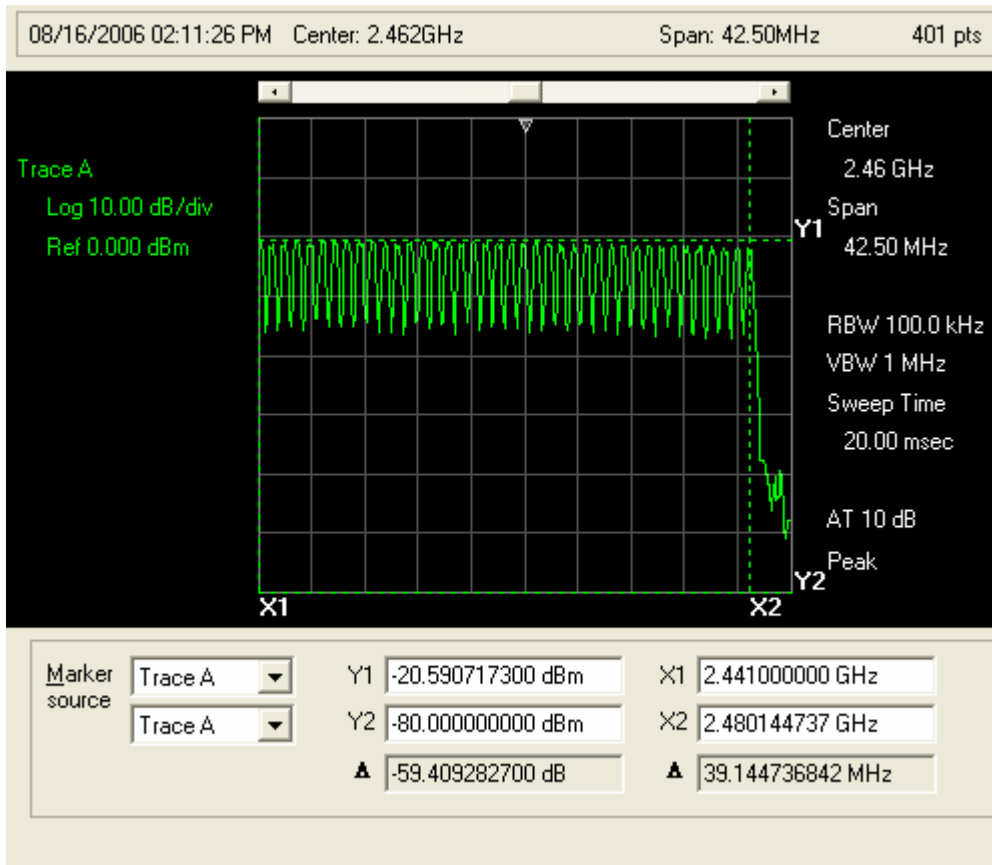 08/16/2006 02:11:26 PM Center: 2.462GHz Span: 42.50MHz 401 pts
Trace A
Log 10.00 dB/div
Ref 0.000 dBm
Y1
Y2
X1
X2
Center
2.46 GHz
Span
42.50 MHz
RBW 100.0 kHz
VBW 1 MHz
Sweep Time
20.00 msec
AT 10 dB
Peak
Marker source
Trace A
Trace A
Y1 -20.590717300 dBm
Y2 -80.000000000 dBm
Δ -59.409282700 dB
X1 2.441000000 GHz
X2 2.480144737 GHz
Δ 39.144736842 MHz